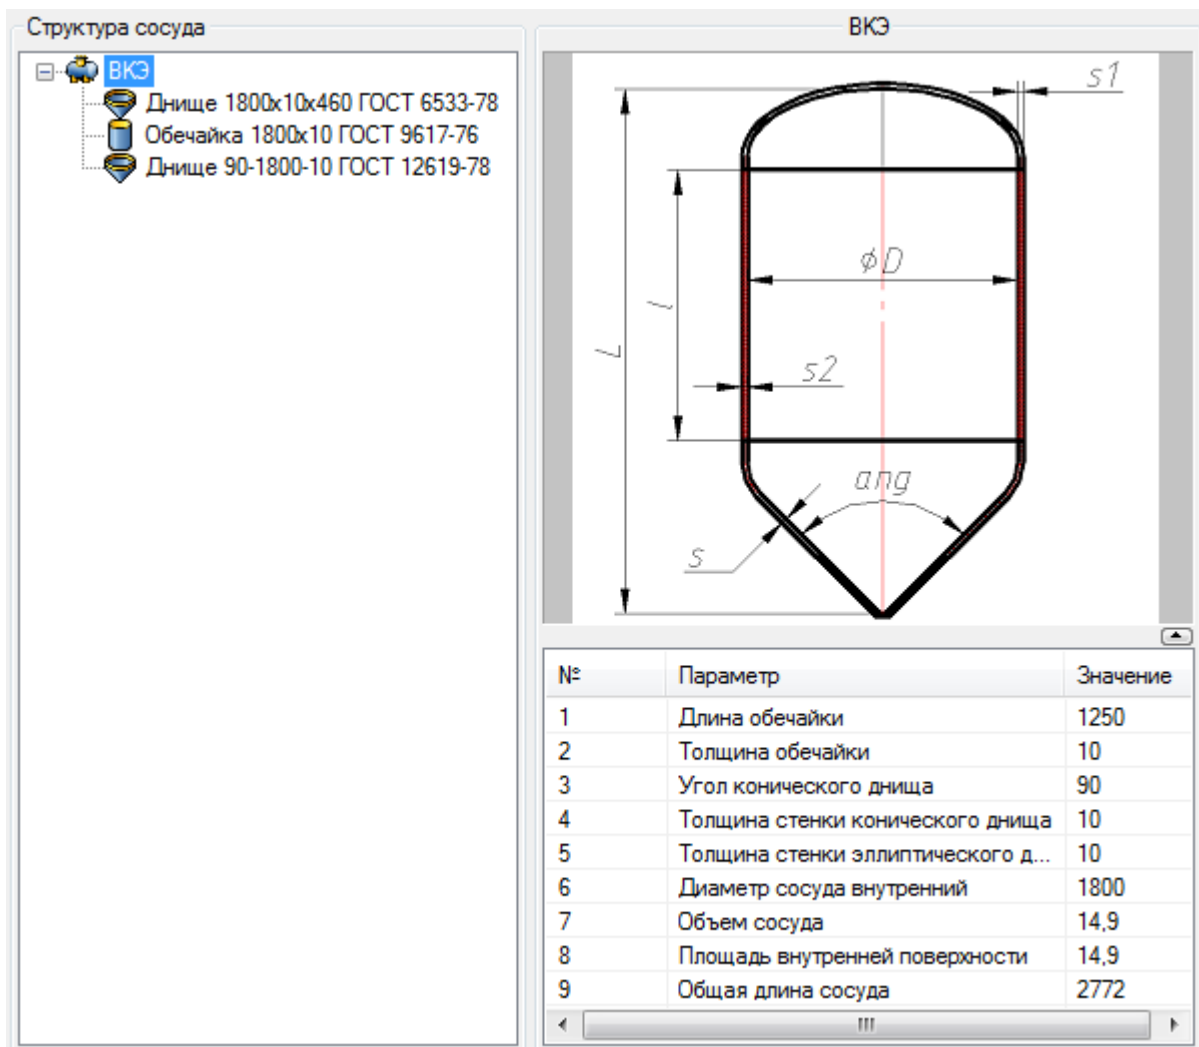 Структура сосуда
ВКЭ
Днище 1800x10x460 ГОСТ 6533-78
Обечайка 1800x10 ГОСТ 9617-76
Днище 90-1800-10 ГОСТ 12619-78
ВКЭ
s1
ϕD
l
L
s2
ang
s
№ Параметр Значение
1 Длина обечайки 1250
2 Толщина обечайки 10
3 Угол конического днища 90
4 Толщина стенки конического днища 10
5 Толщина стенки эллиптического д... 10
6 Диаметр сосуда внутренний 1800
7 Объем сосуда 14,9
8 Площадь внутренней поверхности 14,9
9 Общая длина сосуда 2772